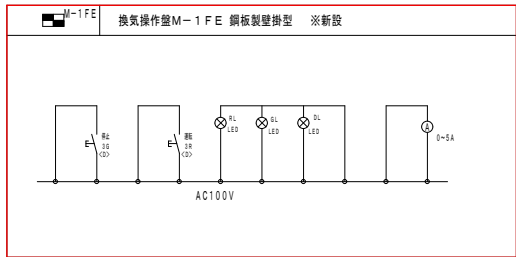 M-1FE
換気操作盤M－1FE 鋼板製壁掛型 ※新設
停止
3G
<D>
運転
3R
<D>
RL
LED
GL
LED
DL
LED
A
0~5A
AC100V